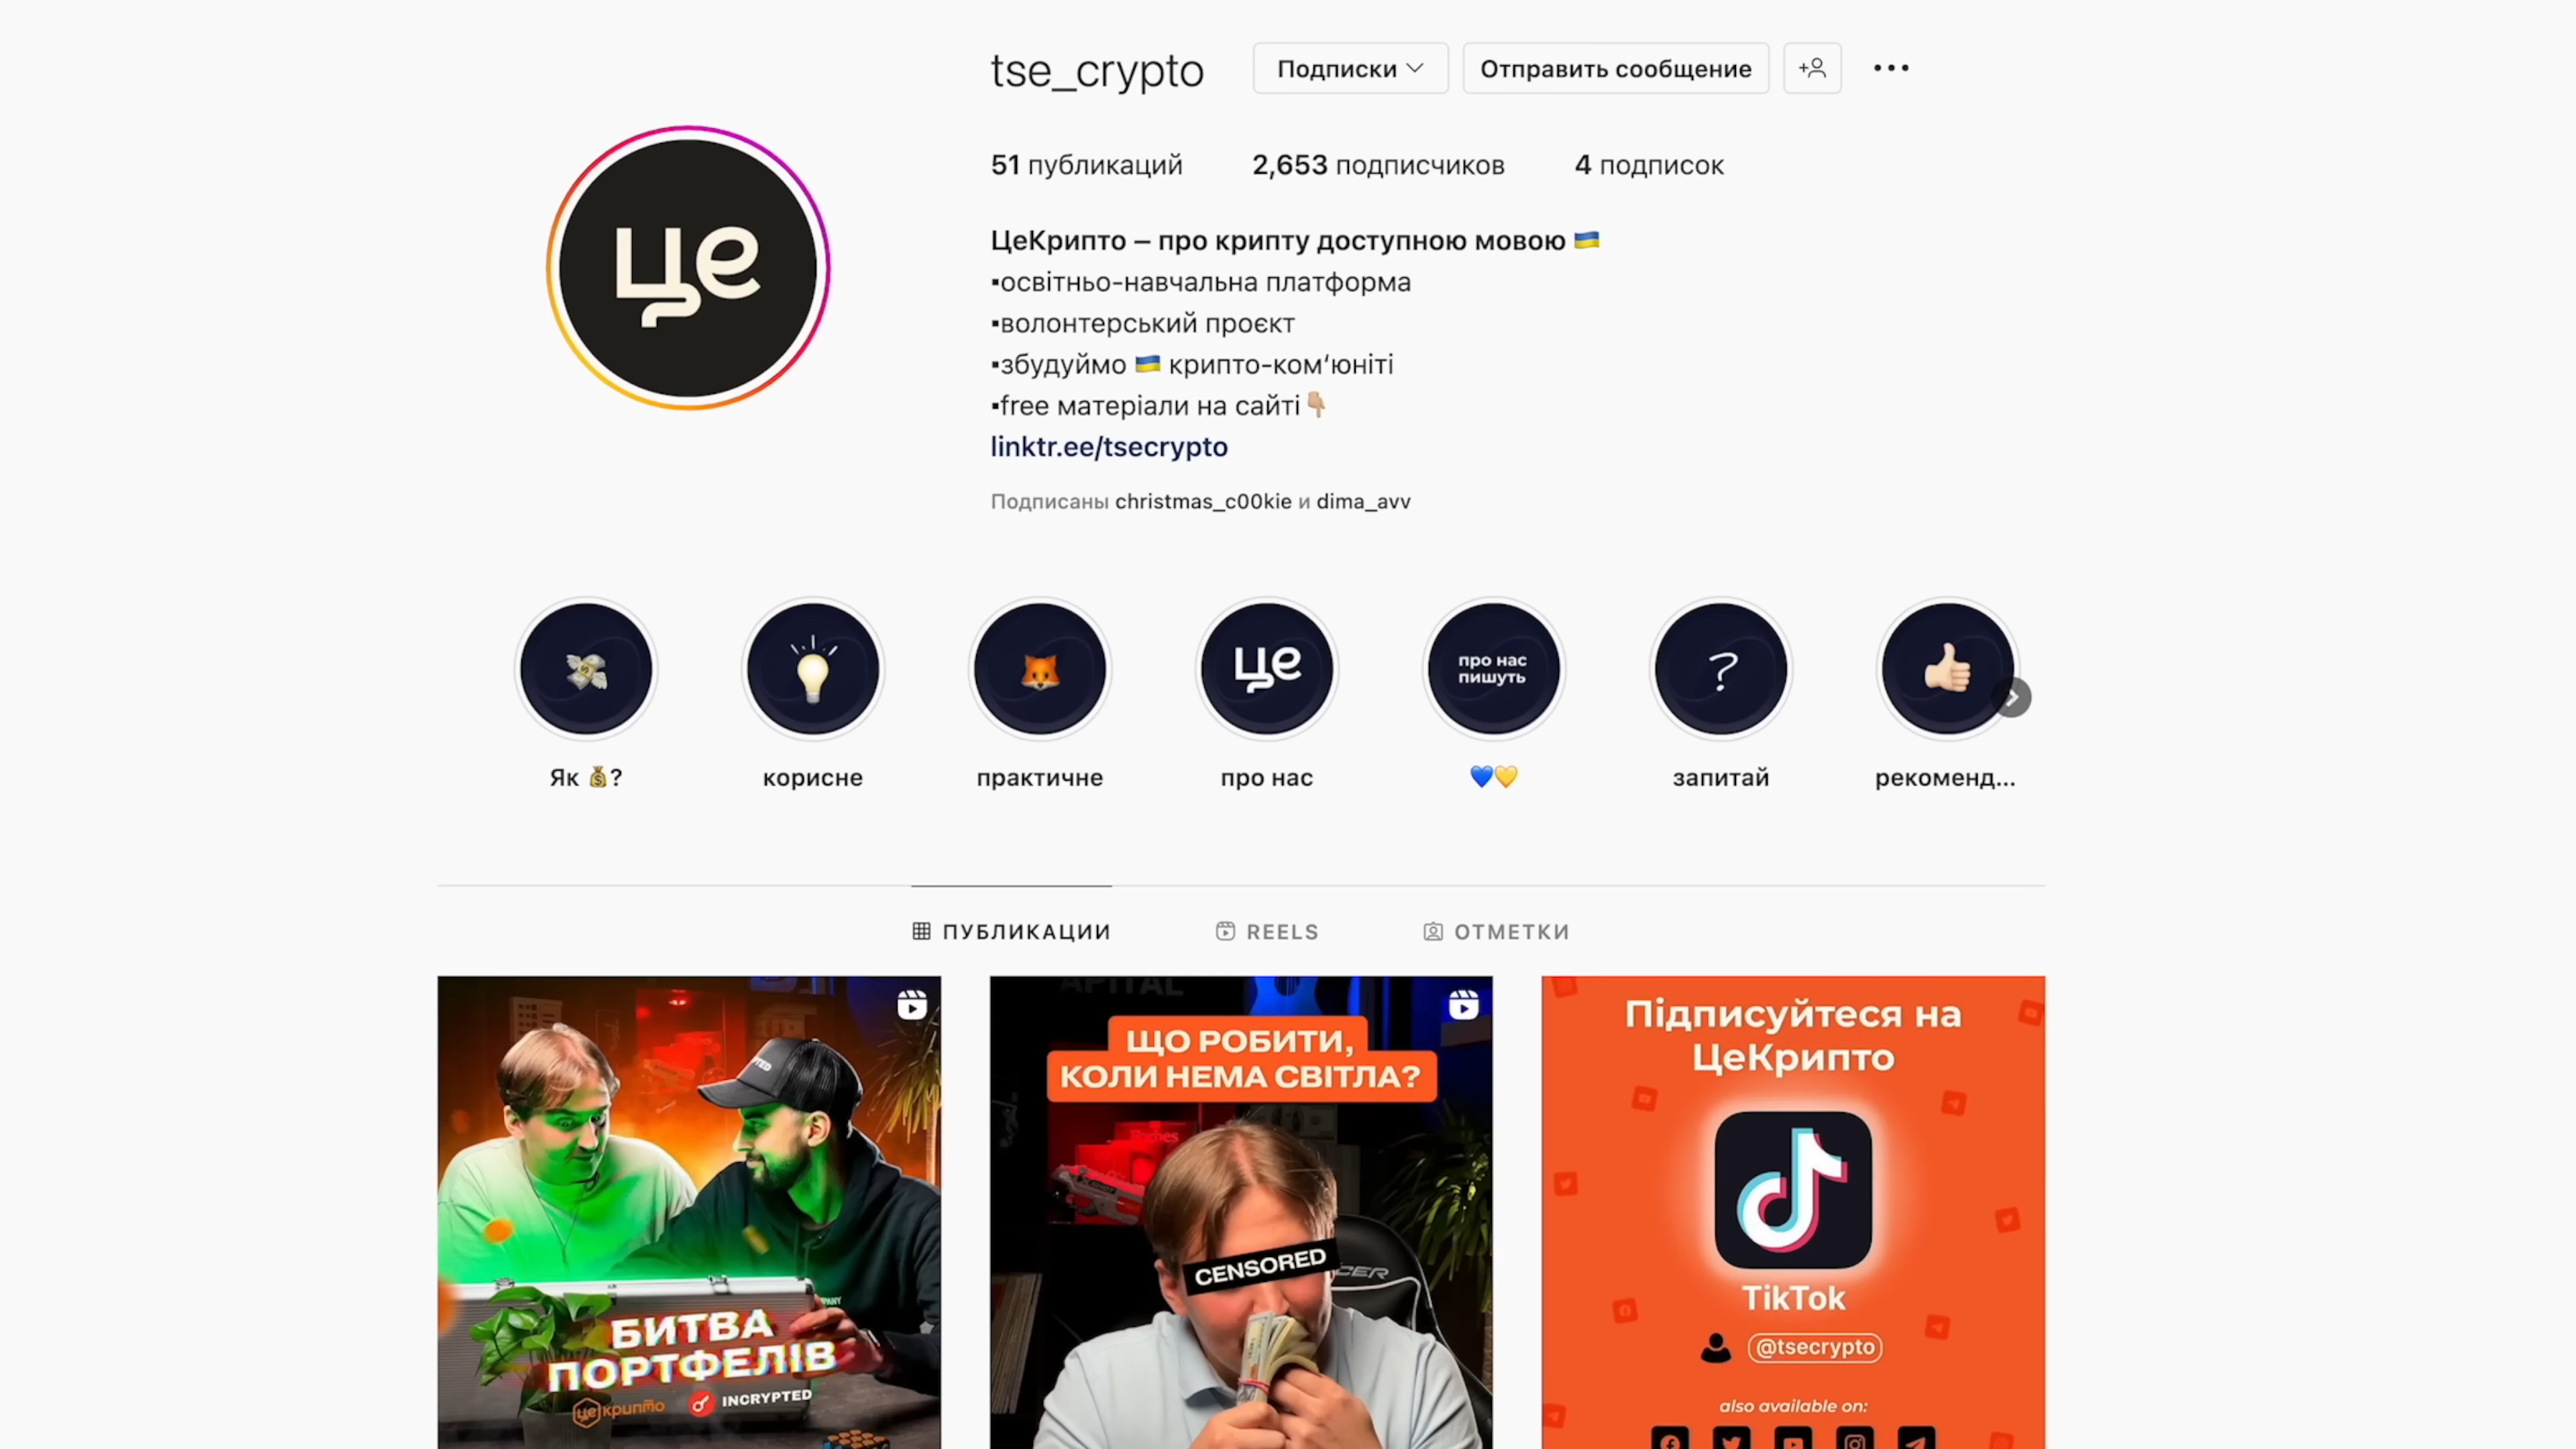 tse_crypto
Подписки
Отправить сообщение
51 публикаций
2,653 подписчиков
4 подписок
це
ЦеКрипто – про крипту доступною мовою 🇺🇦
▪️освітньо-навчальна платформа
▪️волонтерський проєкт
▪️збудуймо 🇺🇦 крипто-ком‘юніті
▪️free матеріали на сайті👇🏼
linktr.ee/tsecrypto
Подписаны christmas_c00kie и dima_avv
це
про нас
пишуть
?
Як 💰?
корисне
практичне
про нас
💙💛
запитай
рекоменд...
ПУБЛИКАЦИИ
REELS
ОТМЕТКИ
БИТВА
ПОРТФЕЛІВ
це крипто
INCRYPTED
ЩО РОБИТИ,
КОЛИ НЕМА СВІТЛА?
CENSORED
Підписуйтеся на
ЦеКрипто
TikTok
@tsecrypto
also available on: